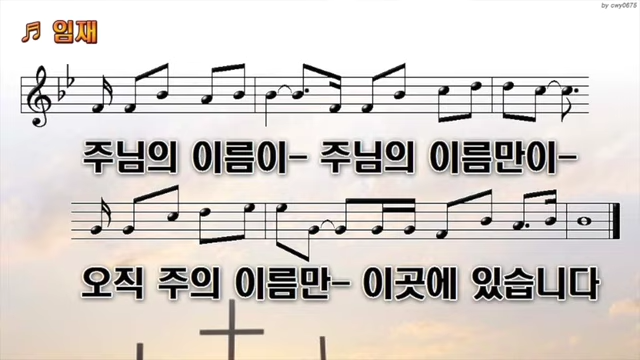 by cwy0675
임재
주님의 이름이- 주님의 이름만이-
오직 주의 이름만- 이곳에 있습니다